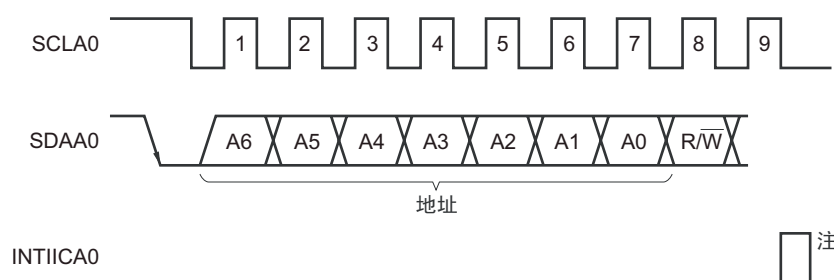 SCLA0 1 2 3 4 5 6 7 8 9
SDAA0 A6 A5 A4 A3 A2 A1 A0 R/W̅
地址
INTIICA0 注